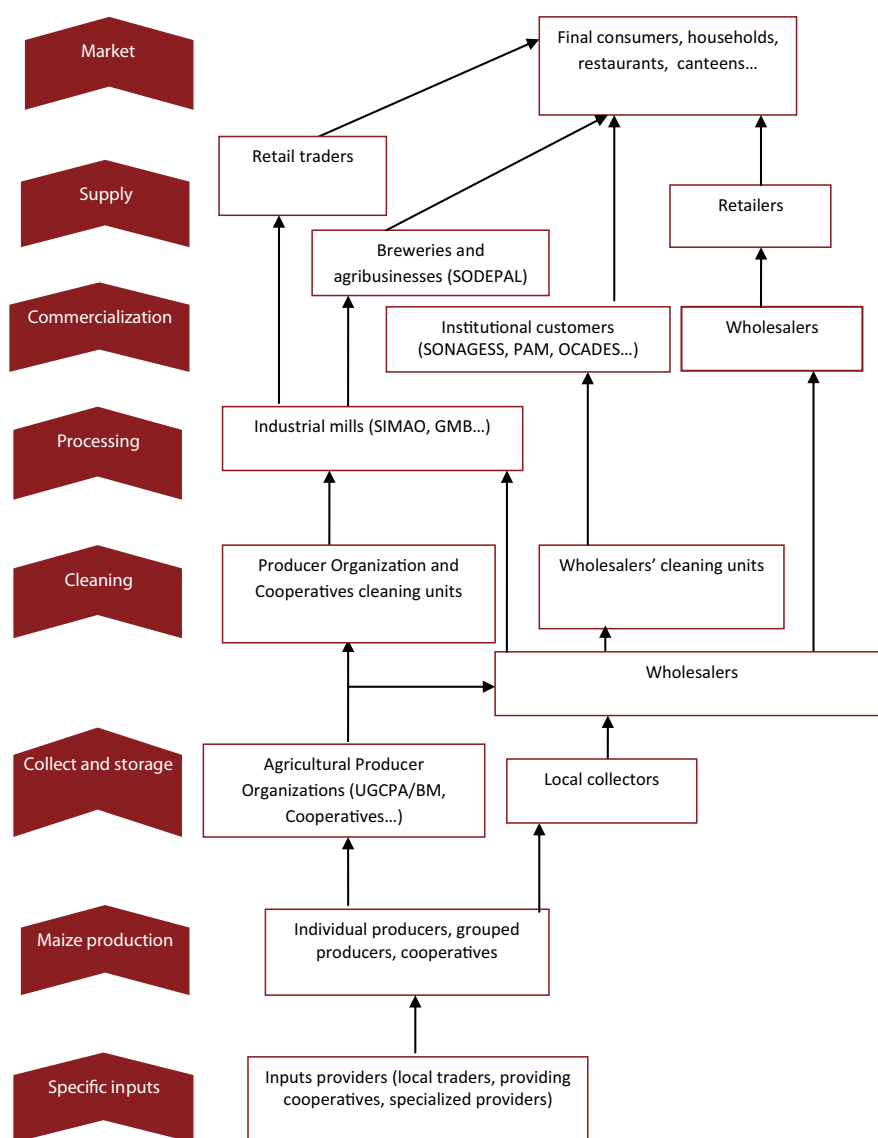 Market
Final consumers, households,
restaurants, canteens…
Retail traders
Supply
Retailers
Breweries and
agribusinesses (SODEPAL)
Commercialization
Institutional customers
(SONAGESS, PAM, OCADES…)
Wholesalers
Processing
Industrial mills (SIMAO, GMB…)
Cleaning
Producer Organization and
Cooperatives cleaning units
Wholesalers’ cleaning units
Wholesalers
Collect and storage
Agricultural Producer
Organizations (UGCPA/BM,
Cooperatives…)
Local collectors
Maize production
Individual producers, grouped
producers, cooperatives
Specific inputs
Inputs providers (local traders, providing
cooperatives, specialized providers)